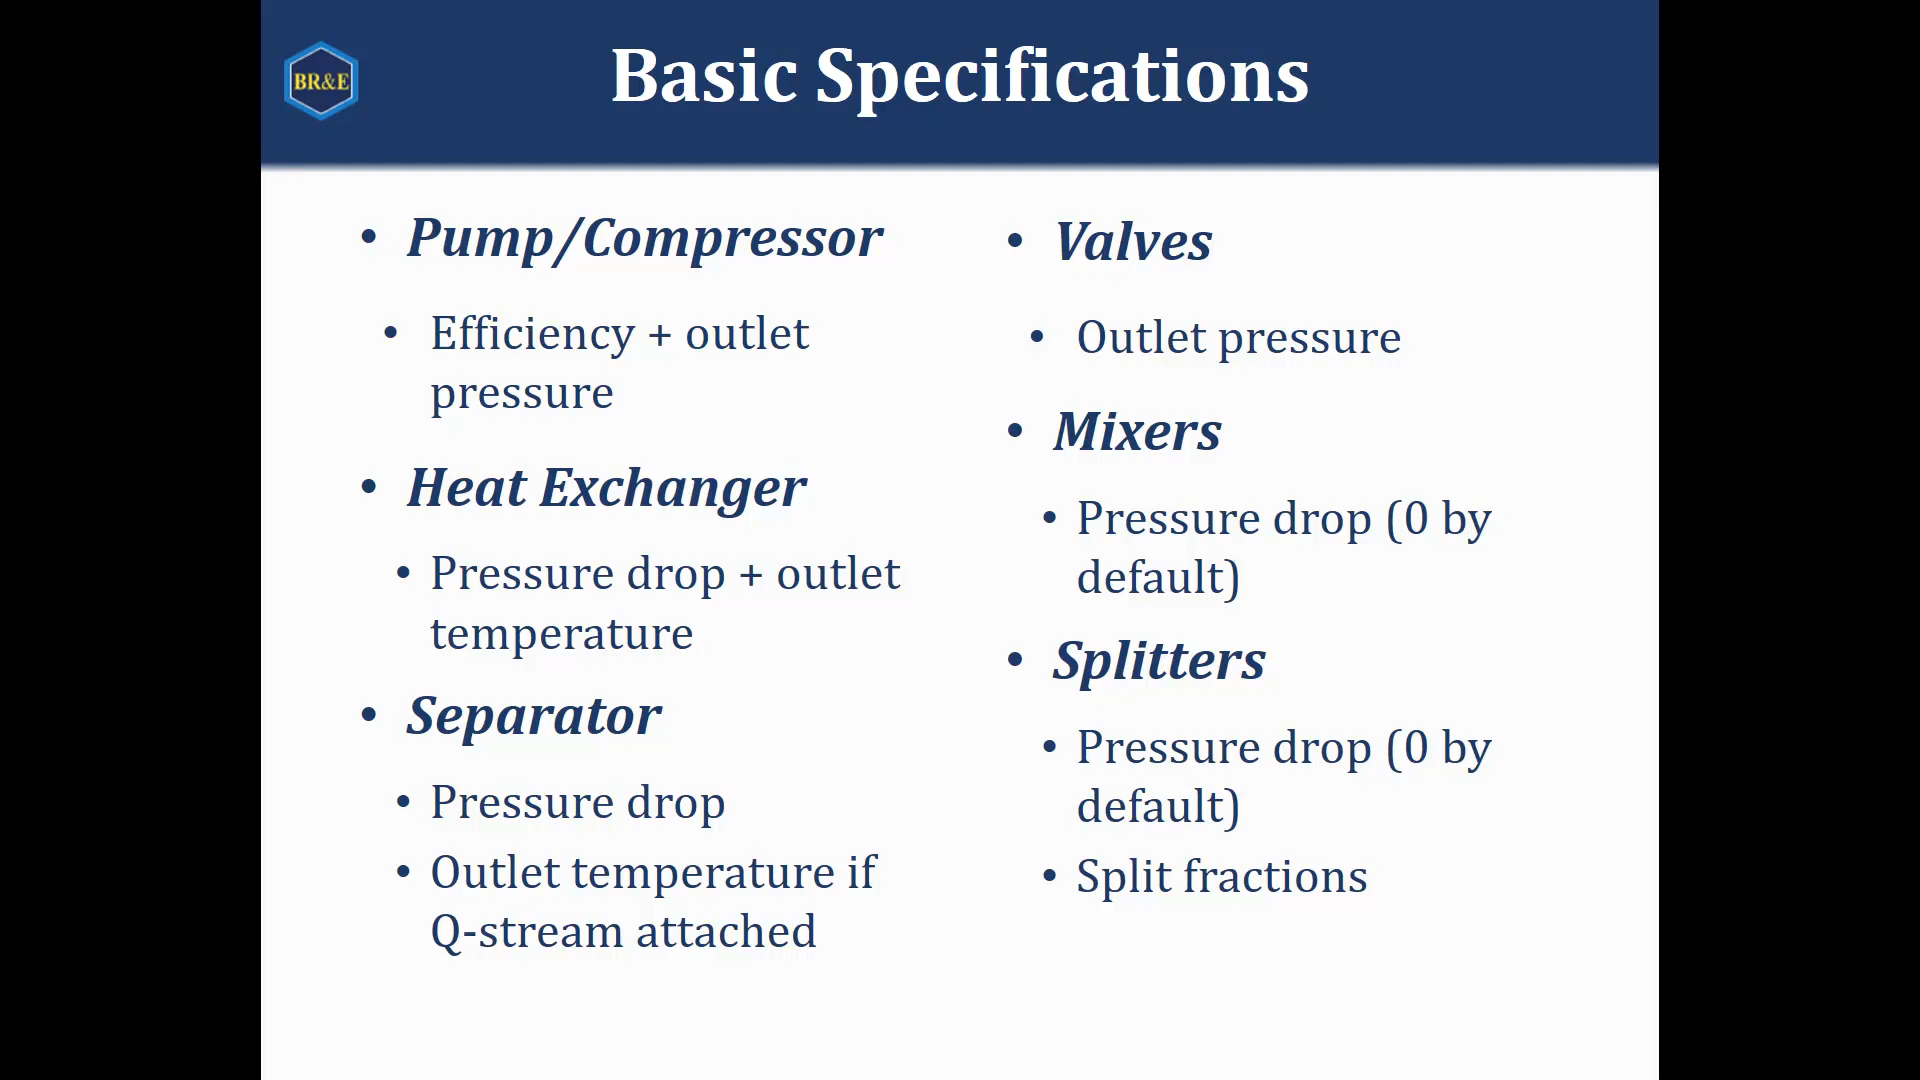 BR&E
Basic Specifications
• Pump/Compressor
• Efficiency + outlet
pressure
• Heat Exchanger
• Pressure drop + outlet
temperature
• Separator
• Pressure drop
• Outlet temperature if
Q-stream attached
• Valves
• Outlet pressure
• Mixers
• Pressure drop (0 by
default)
• Splitters
• Pressure drop (0 by
default)
• Split fractions